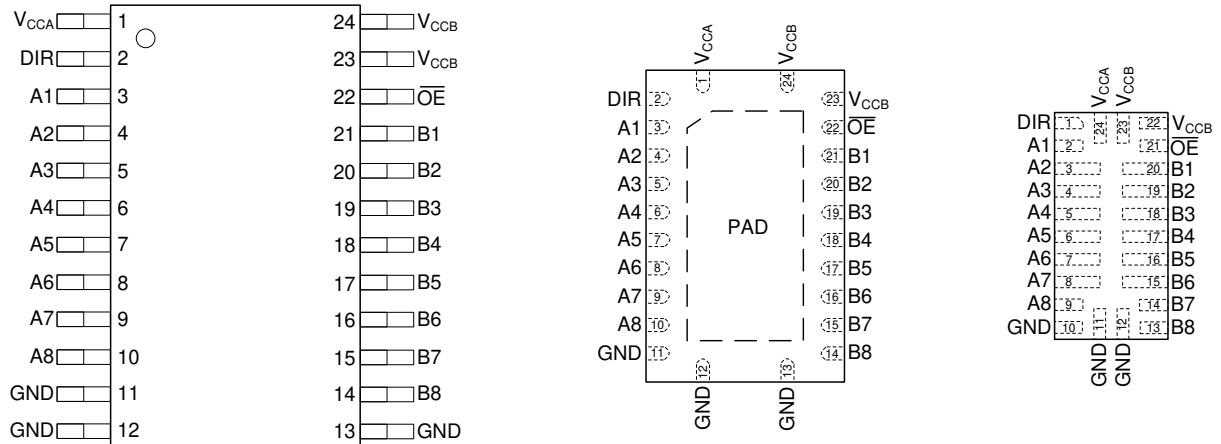 VCCA 1 24 VCCB
DIR 2 23 VCCB
A1 3 22 OE
A2 4 21 B1
A3 5 20 B2
A4 6 19 B3
A5 7 18 B4
A6 8 17 B5
A7 9 16 B6
A8 10 15 B7
GND 11 14 B8
GND 12 13 GND
VCCA VCCB
1 24
DIR 2 23 VCCB
A1 3 22 OE
A2 4 21 B1
A3 5 20 B2
A4 6 19 B3
PAD
A5 7 18 B4
A6 8 17 B5
A7 9 16 B6
A8 10 15 B7
GND 11 14 B8
12 13
GND GND
VCCA VCCB
24 23
DIR 1 22 VCCB
A1 2 21 OE
A2 3 20 B1
A3 4 19 B2
A4 5 18 B3
A5 6 17 B4
A6 7 16 B5
A7 8 15 B6
A8 9 14 B7
GND 10 13 B8
11 12
GND GND